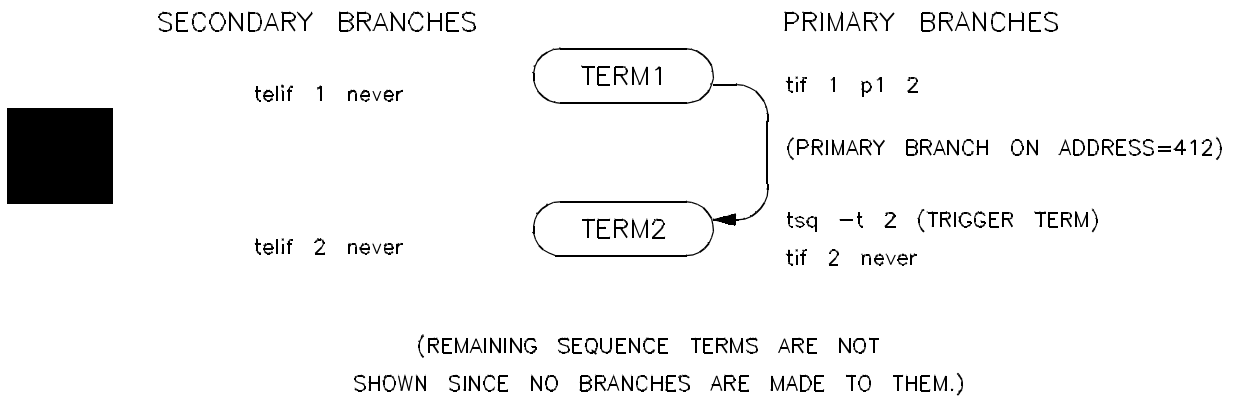 SECONDARY BRANCHES
PRIMARY BRANCHES
TERM1
telif 1 never
tif 1 p1 2
(PRIMARY BRANCH ON ADDRESS=412)
TERM2
telif 2 never
tsq -t 2 (TRIGGER TERM)
tif 2 never
(REMAINING SEQUENCE TERMS ARE NOT
SHOWN SINCE NO BRANCHES ARE MADE TO THEM.)